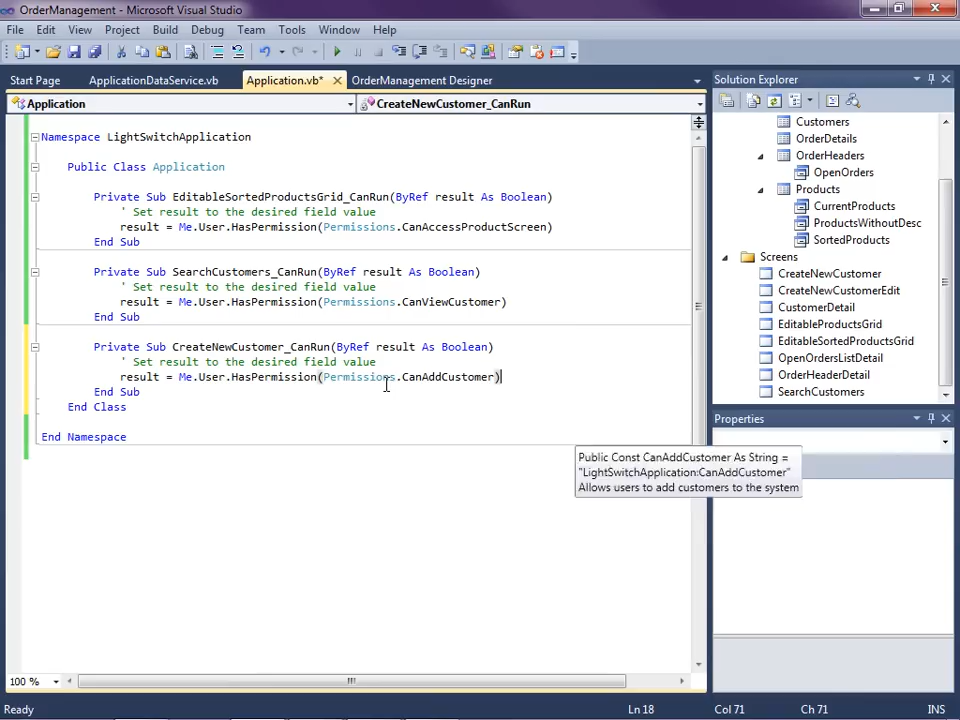 OrderManagement - Microsoft Visual Studio
File Edit View Project Build Debug Team Tools Window Help
Start Page ApplicationDataService.vb Application.vb* OrderManagement Designer
Application CreateNewCustomer_CanRun
Namespace LightSwitchApplication
Public Class Application
Private Sub EditableSortedProductsGrid_CanRun(ByRef result As Boolean)
' Set result to the desired field value
result = Me.User.HasPermission(Permissions.CanAccessProductScreen)
End Sub
Private Sub SearchCustomers_CanRun(ByRef result As Boolean)
' Set result to the desired field value
result = Me.User.HasPermission(Permissions.CanViewCustomer)
End Sub
Private Sub CreateNewCustomer_CanRun(ByRef result As Boolean)
' Set result to the desired field value
result = Me.User.HasPermission(Permissions.CanAddCustomer)
End Sub
End Class
End Namespace
Public Const CanAddCustomer As String =
"LightSwitchApplication:CanAddCustomer"
Allows users to add customers to the system
Solution Explorer
Customers
OrderDetails
OrderHeaders
OpenOrders
Products
CurrentProducts
ProductsWithoutDesc
SortedProducts
Screens
CreateNewCustomer
CreateNewCustomerEdit
CustomerDetail
EditableProductsGrid
EditableSortedProductsGrid
OpenOrdersListDetail
OrderHeaderDetail
SearchCustomers
Properties
100 %
Ready Ln 18 Col 71 Ch 71 INS